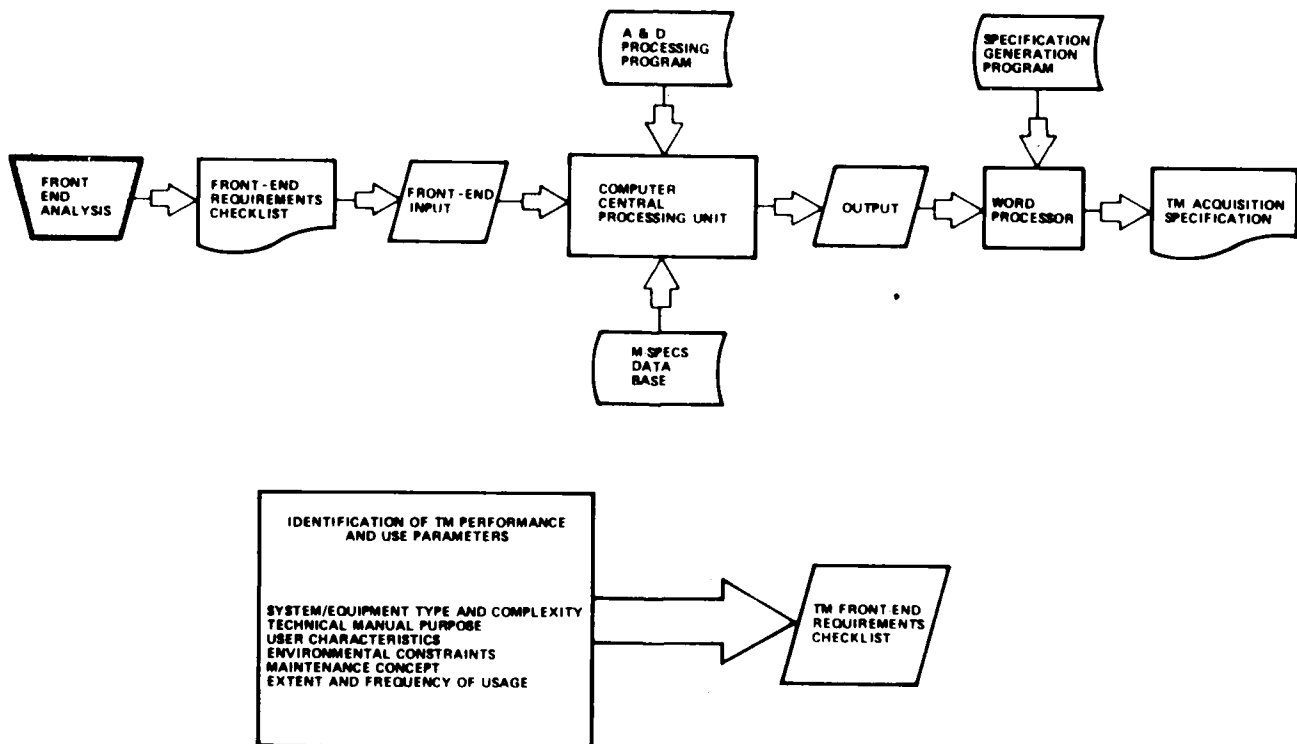 A & D
PROCESSING
PROGRAM
SPECIFICATION
GENERATION
PROGRAM
FRONT
END
ANALYSIS
FRONT-END
REQUIREMENTS
CHECKLIST
FRONT-END
INPUT
COMPUTER
CENTRAL
PROCESSING UNIT
OUTPUT
WORD
PROCESSOR
TM ACQUISITION
SPECIFICATION
M-SPECS
DATA
BASE
IDENTIFICATION OF TM PERFORMANCE
AND USE PARAMETERS
SYSTEM/EQUIPMENT TYPE AND COMPLEXITY
TECHNICAL MANUAL PURPOSE
USER CHARACTERISTICS
ENVIRONMENTAL CONSTRAINTS
MAINTENANCE CONCEPT
EXTENT AND FREQUENCY OF USAGE
TM FRONT-END
REQUIREMENTS
CHECKLIST